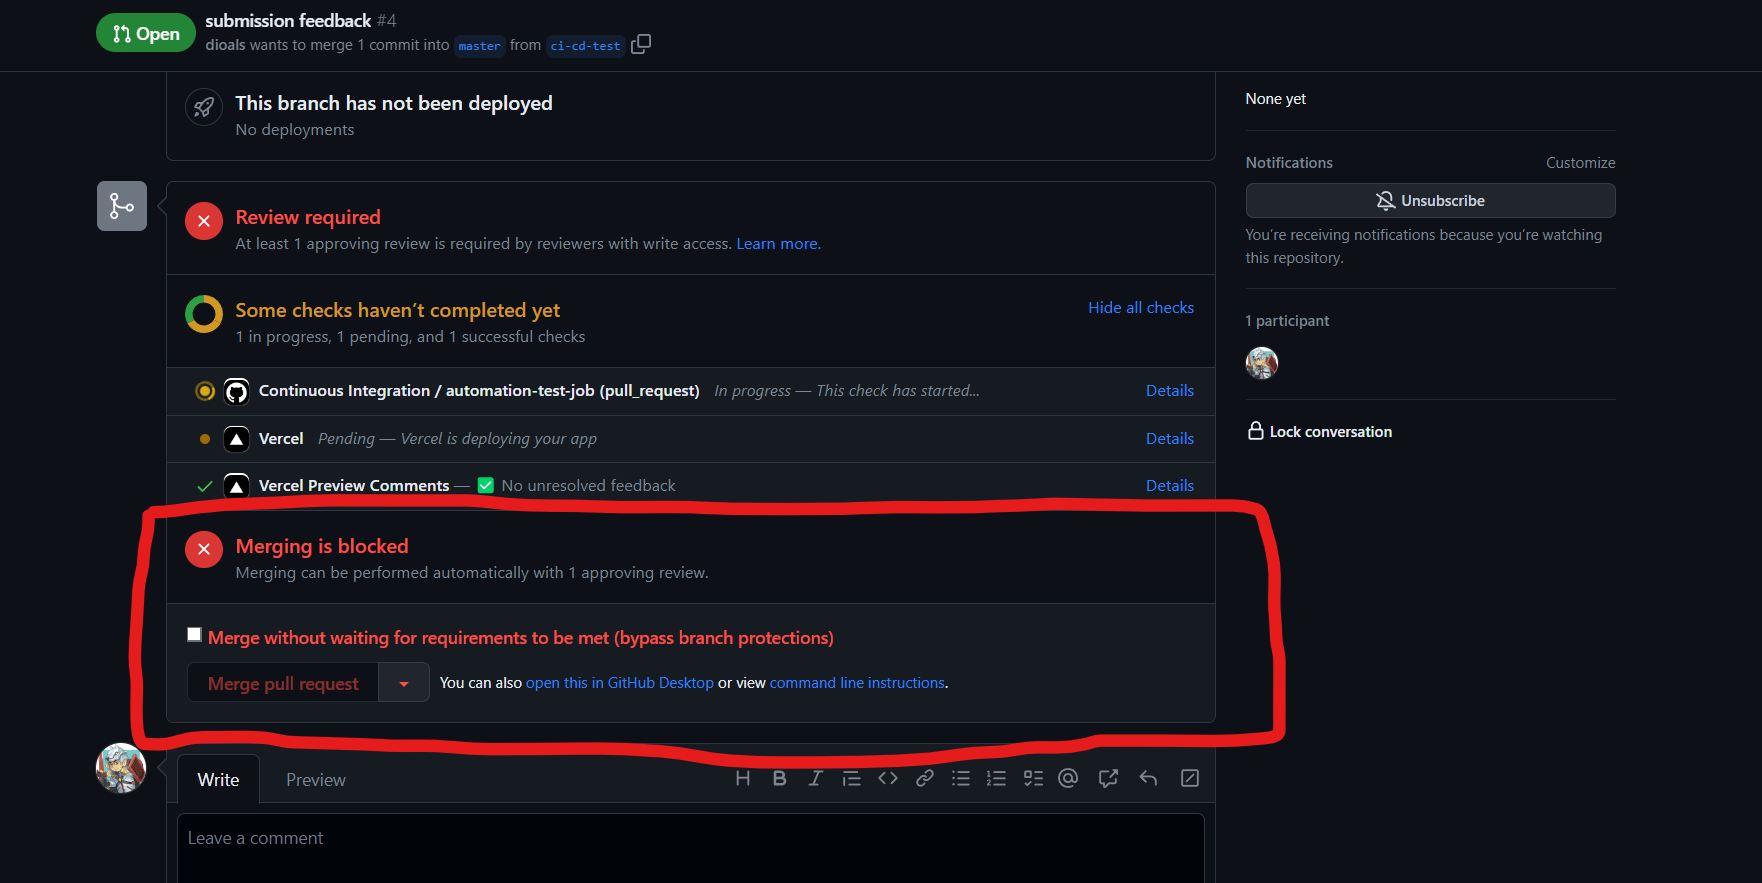 Open
submission feedback #4
dioals wants to merge 1 commit into master from ci-cd-test
This branch has not been deployed
No deployments
Review required
At least 1 approving review is required by reviewers with write access. Learn more.
Some checks haven't completed yet
Hide all checks
1 in progress, 1 pending, and 1 successful checks
Continuous Integration / automation-test-job (pull_request) In progress — This check has started... Details
Vercel Pending — Vercel is deploying your app Details
Vercel Preview Comments — ✅ No unresolved feedback Details
Merging is blocked
Merging can be performed automatically with 1 approving review.
Merge without waiting for requirements to be met (bypass branch protections)
Merge pull request You can also open this in GitHub Desktop or view command line instructions.
Write Preview
Leave a comment
None yet
Notifications Customize
Unsubscribe
You're receiving notifications because you're watching
this repository.
1 participant
Lock conversation